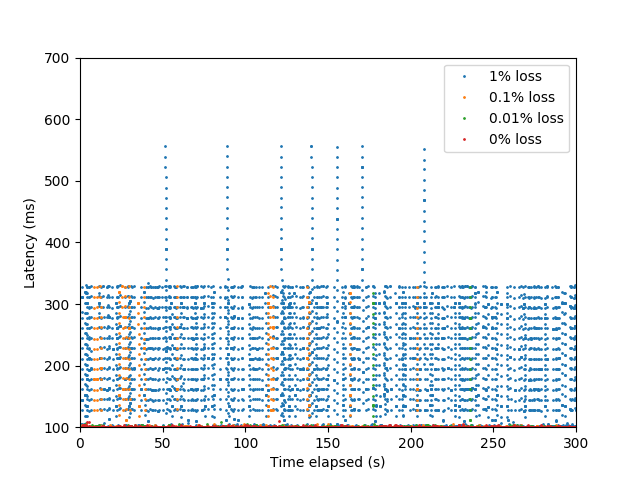 700
600
500
400
300
200
100
Latency (ms)
1% loss
0.1% loss
0.01% loss
0% loss
0 50 100 150 200 250 300
Time elapsed (s)